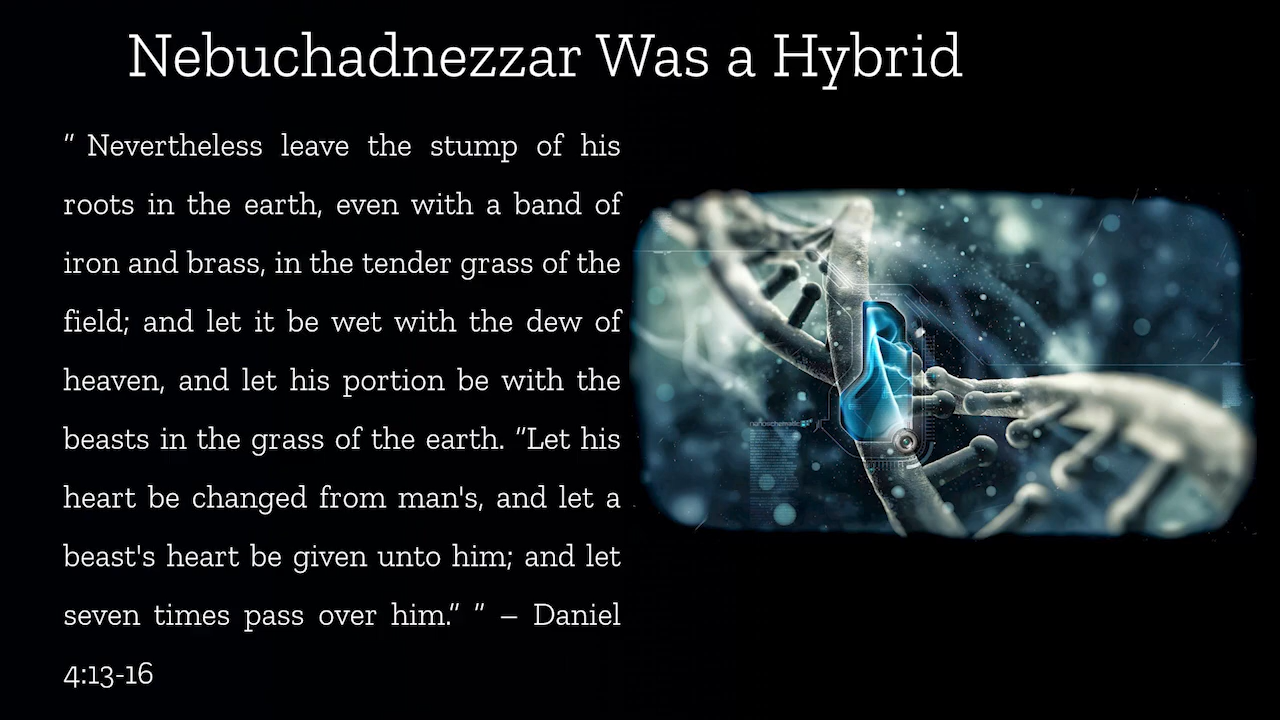 Nebuchadnezzar Was a Hybrid
" Nevertheless leave the stump of his
roots in the earth, even with a band of
iron and brass, in the tender grass of the
field; and let it be wet with the dew of
heaven, and let his portion be with the
beasts in the grass of the earth. "Let his
heart be changed from man's, and let a
beast's heart be given unto him; and let
seven times pass over him." " – Daniel
4:13-16